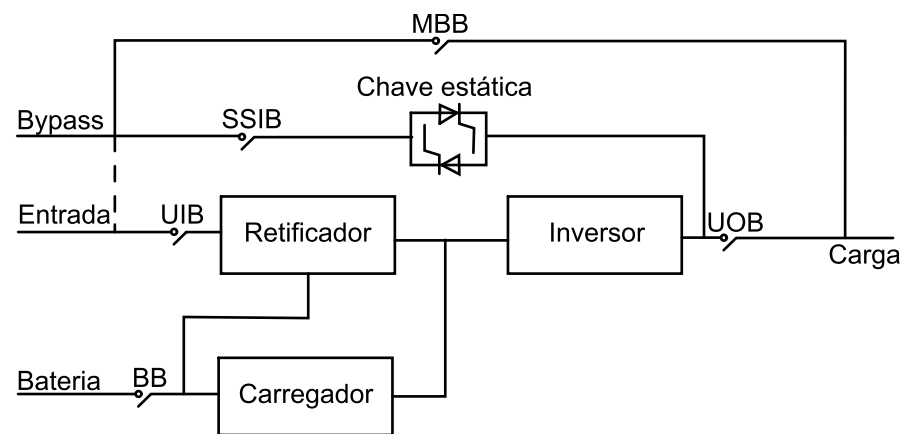 MBB
Chave estática
Bypass
SSIB
Entrada
UIB
Retificador
Inversor
UOB
Carga
Bateria
BB
Carregador